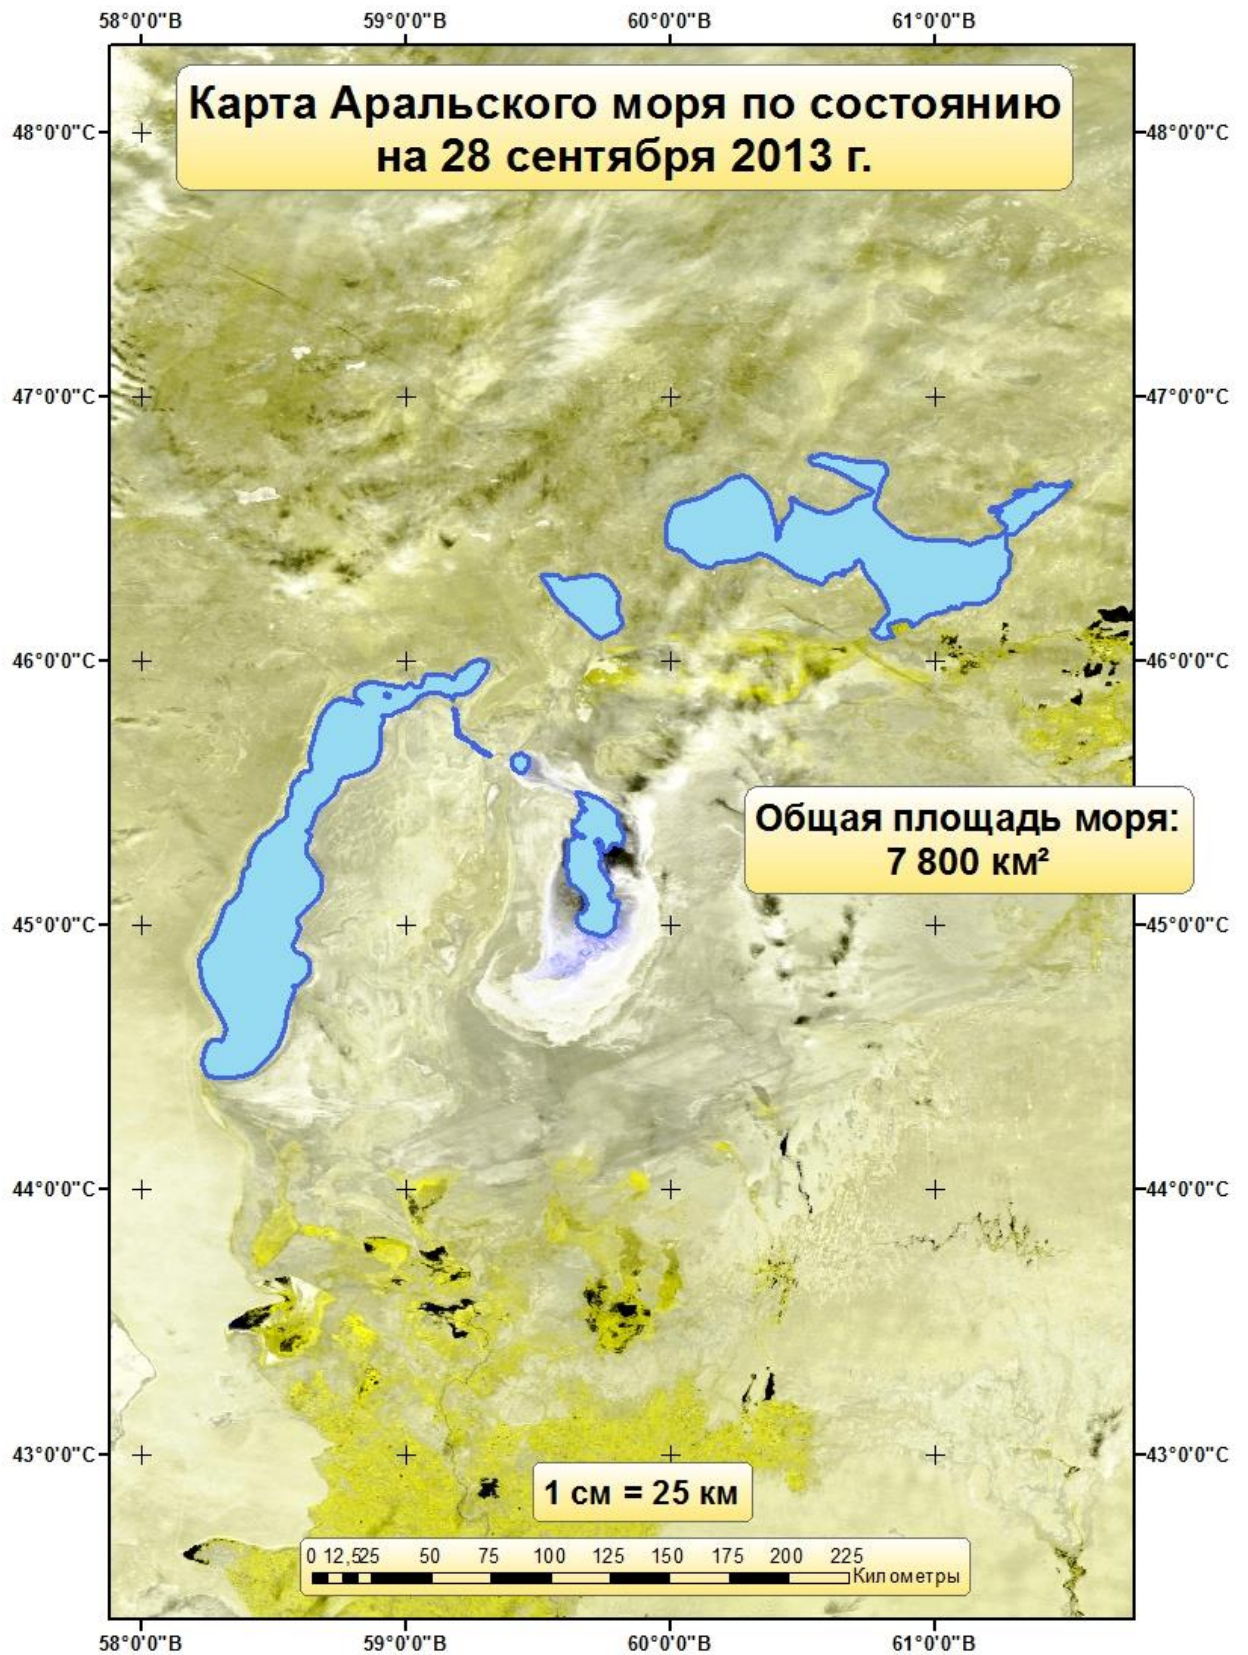 58°0'0"В 59°0'0"В 60°0'0"В 61°0'0"В
Карта Аральского моря по состоянию
на 28 сентября 2013 г.
48°0'0"С 48°0'0"С
47°0'0"С 47°0'0"С
46°0'0"С 46°0'0"С
Общая площадь моря:
7 800 км²
45°0'0"С 45°0'0"С
44°0'0"С 44°0'0"С
43°0'0"С 43°0'0"С
1 см = 25 км
0 12,5 25 50 75 100 125 150 175 200 225
Километры
58°0'0"В 59°0'0"В 60°0'0"В 61°0'0"В